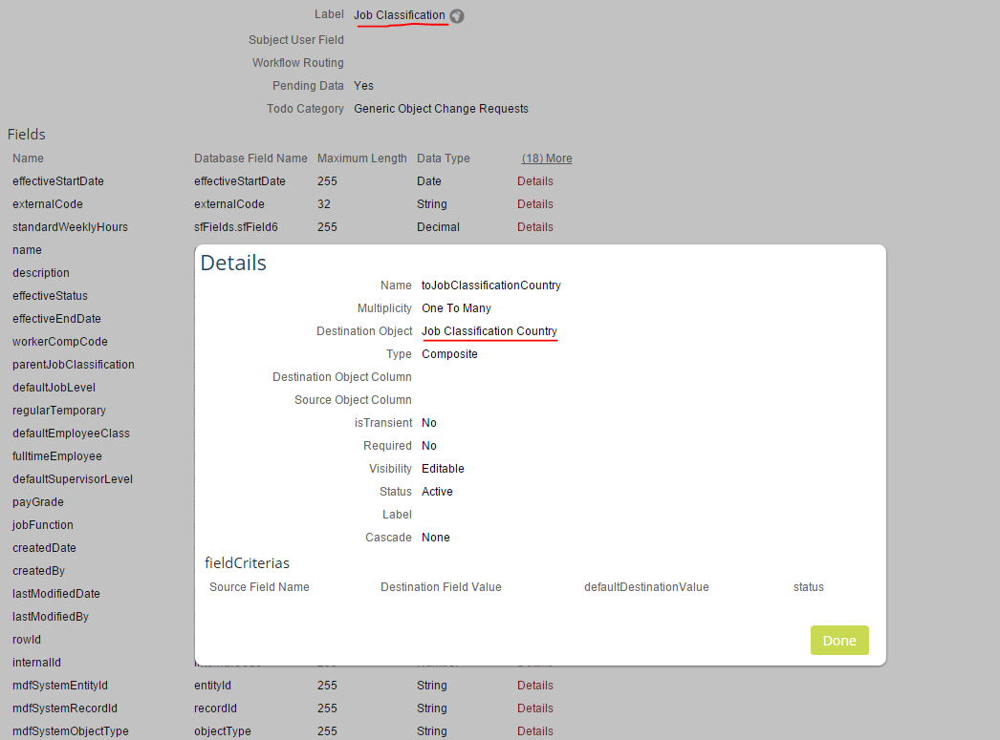 Label Job Classification
Subject User Field
Workflow Routing
Pending Data Yes
Todo Category Generic Object Change Requests
Fields
Name Database Field Name Maximum Length Data Type (18) More
effectiveStartDate effectiveStartDate 255 Date Details
externalCode externalCode 32 String Details
standardWeeklyHours sfFields.sfField6 255 Decimal Details
name
description
effectiveStatus
effectiveEndDate
workerCompCode
parentJobClassification
defaultJobLevel
regularTemporary
defaultEmployeeClass
fulltimeEmployee
defaultSupervisorLevel
payGrade
jobFunction
createdDate
createdBy
lastModifiedDate
lastModifiedBy
rowId
internalId
Details
Name toJobClassificationCountry
Multiplicity One To Many
Destination Object Job Classification Country
Type Composite
Destination Object Column
Source Object Column
isTransient No
Required No
Visibility Editable
Status Active
Label
Cascade None
fieldCriterias
Source Field Name Destination Field Value defaultDestinationValue status
Done
mdfSystemEntityId entityId 255 String Details
mdfSystemRecordId recordId 255 String Details
mdfSystemObjectType objectType 255 String Details